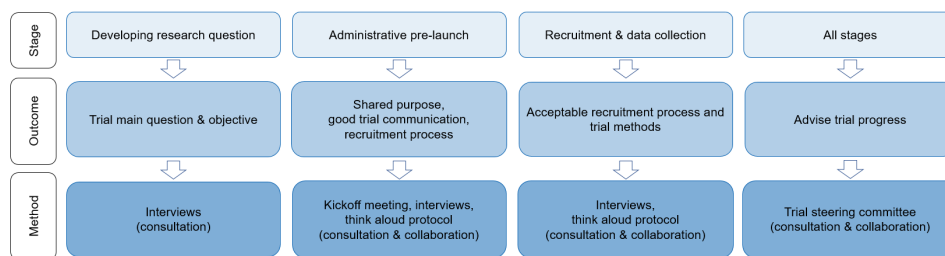 Stage
Developing research question
Administrative pre-launch
Recruitment & data collection
All stages
Outcome
Trial main question & objective
Shared purpose,
good trial communication,
recruitment process
Acceptable recruitment process and
trial methods
Advise trial progress
Method
Interviews
(consultation)
Kickoff meeting, interviews,
think aloud protocol
(consultation & collaboration)
Interviews,
think aloud protocol
(consultation & collaboration)
Trial steering committee
(consultation & collaboration)